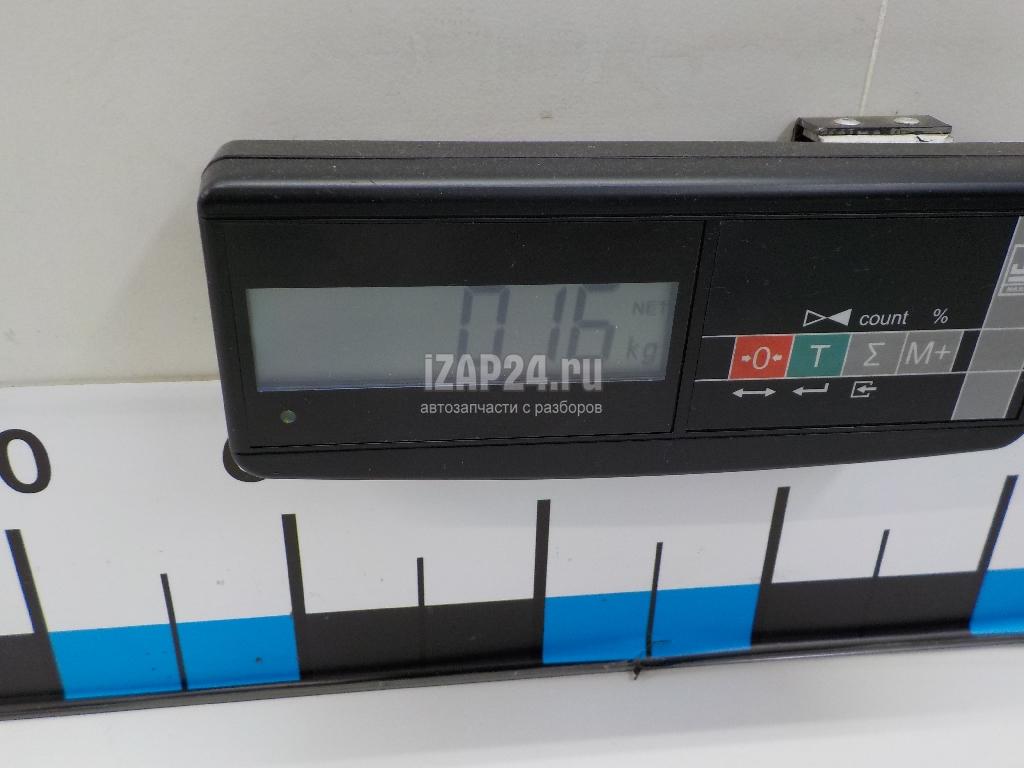 0.16 NET
kg
iZAP24.ru
автозапчасти с разборов
count %
→0← T Σ M+
0